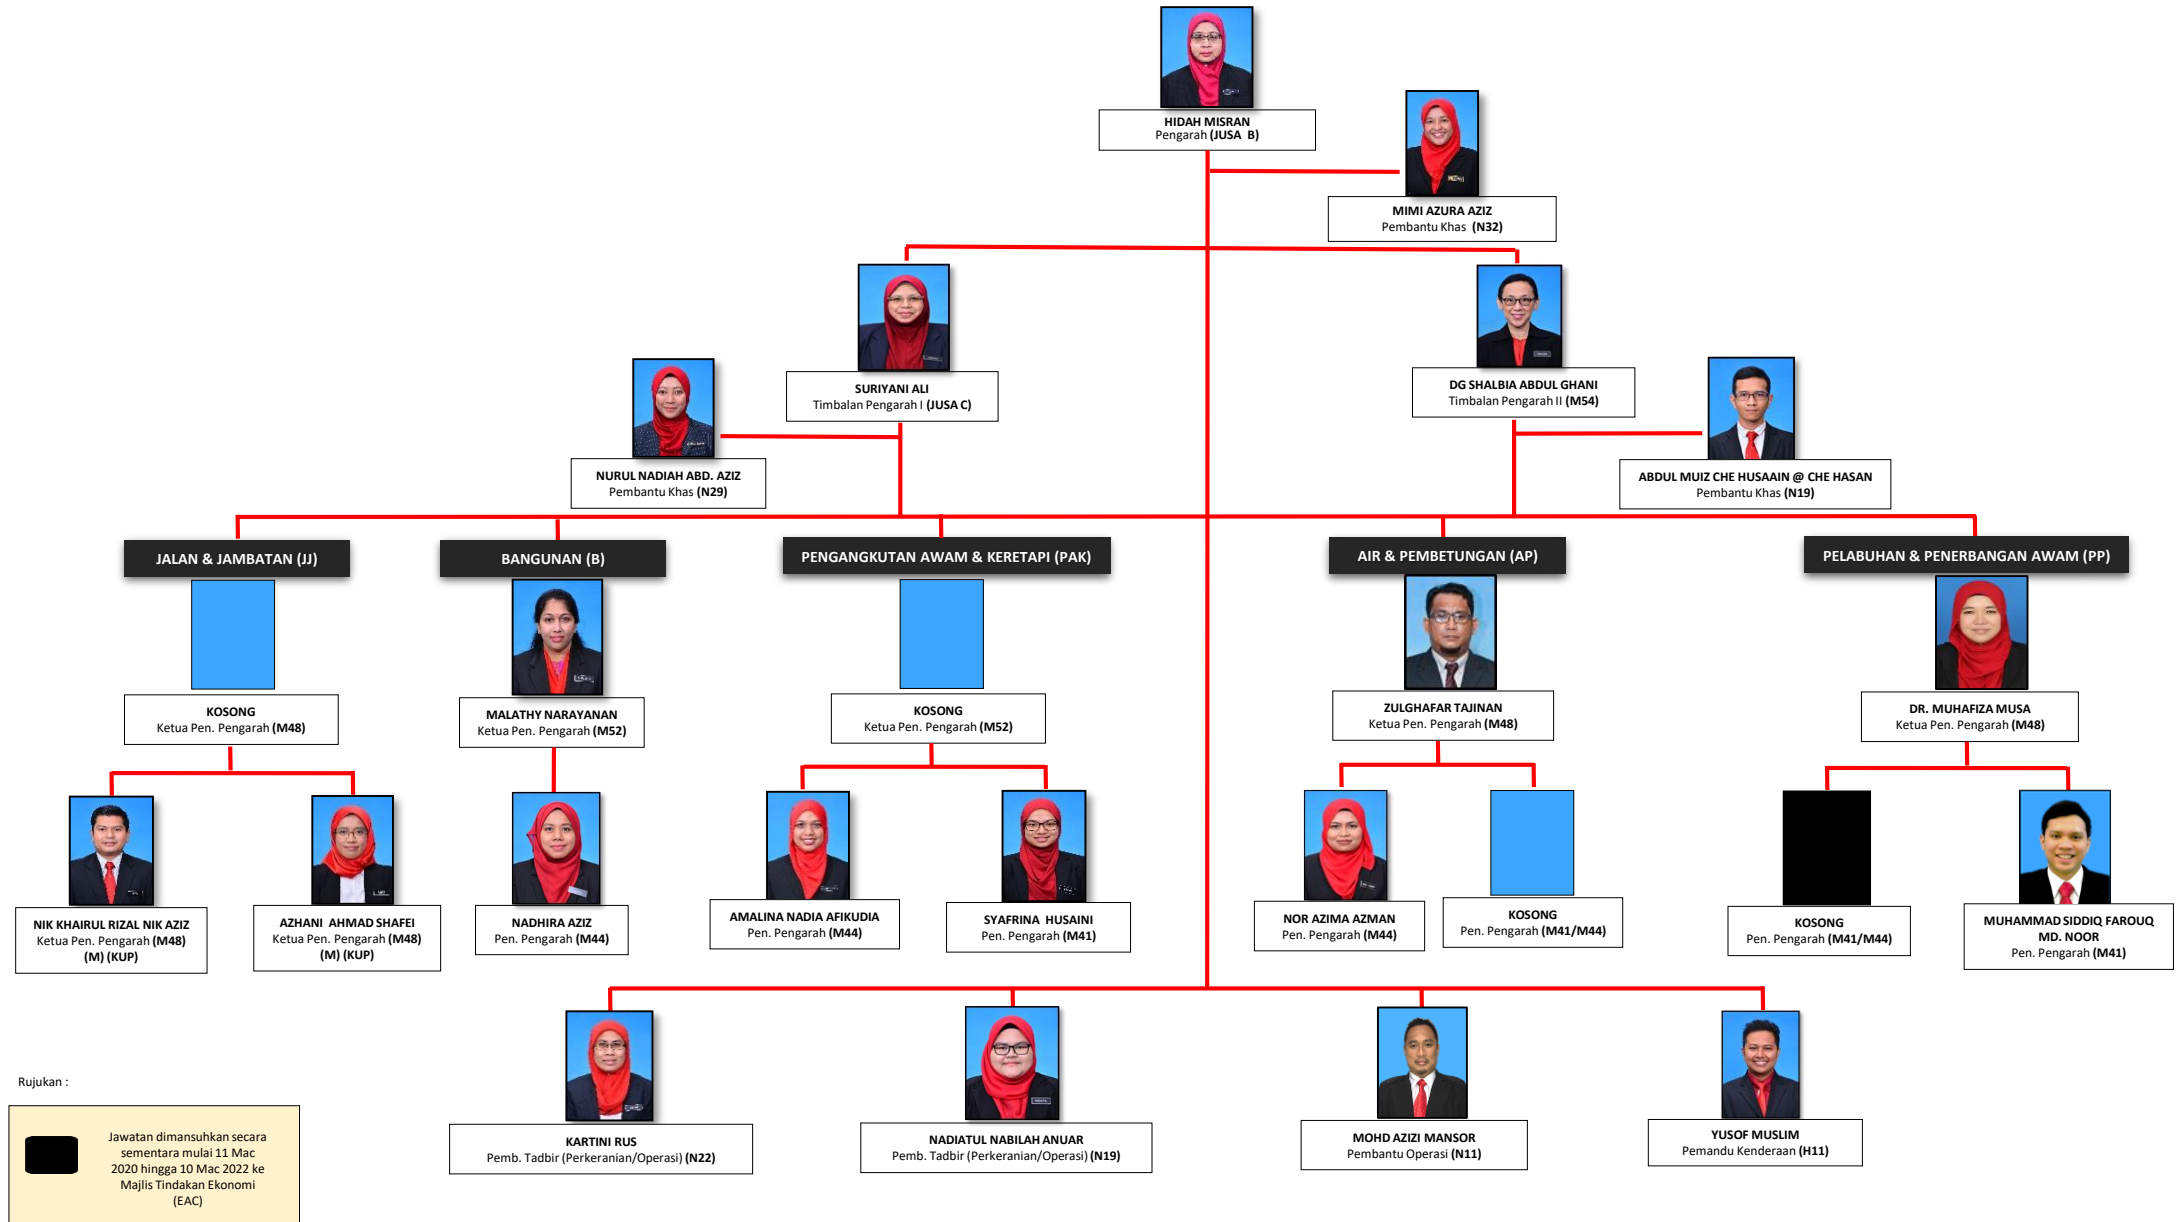 HIDAH MISRAN
Pengarah (JUSA B)
MIMI AZURA AZIZ
Pembantu Khas (N32)
SURIYANI ALI
Timbalan Pengarah I (JUSA C)
DG SHALBIA ABDUL GHANI
Timbalan Pengarah II (M54)
NURUL NADIAH ABD. AZIZ
Pembantu Khas (N29)
ABDUL MUIZ CHE HUSAAIN @ CHE HASAN
Pembantu Khas (N19)
JALAN & JAMBATAN (JJ)
BANGUNAN (B)
PENGANGKUTAN AWAM & KERETAPI (PAK)
AIR & PEMBETUNGAN (AP)
PELABUHAN & PENERBANGAN AWAM (PP)
KOSONG
Ketua Pen. Pengarah (M48)
MALATHY NARAYANAN
Ketua Pen. Pengarah (M52)
KOSONG
Ketua Pen. Pengarah (M52)
ZULGHAFAR TAJINAN
Ketua Pen. Pengarah (M48)
DR. MUHAFIZA MUSA
Ketua Pen. Pengarah (M48)
NIK KHAIRUL RIZAL NIK AZIZ
Ketua Pen. Pengarah (M48)
(M) (KUP)
AZHANI AHMAD SHAFEI
Ketua Pen. Pengarah (M48)
(M) (KUP)
NADHIRA AZIZ
Pen. Pengarah (M44)
AMALINA NADIA AFIKUDIA
Pen. Pengarah (M44)
SYAFRINA HUSAINI
Pen. Pengarah (M41)
NOR AZIMA AZMAN
Pen. Pengarah (M44)
KOSONG
Pen. Pengarah (M41/M44)
KOSONG
Pen. Pengarah (M41/M44)
MUHAMMAD SIDDIQ FAROUQ
MD. NOOR
Pen. Pengarah (M41)
KARTINI RUS
Pemb. Tadbir (Perkeranian/Operasi) (N22)
NADIATUL NABILAH ANUAR
Pemb. Tadbir (Perkeranian/Operasi) (N19)
MOHD AZIZI MANSOR
Pembantu Operasi (N11)
YUSOF MUSLIM
Pemandu Kenderaan (H11)
Rujukan :
Jawatan dimansuhkan secara
sementara mulai 11 Mac
2020 hingga 10 Mac 2022 ke
Majlis Tindakan Ekonomi
(EAC)